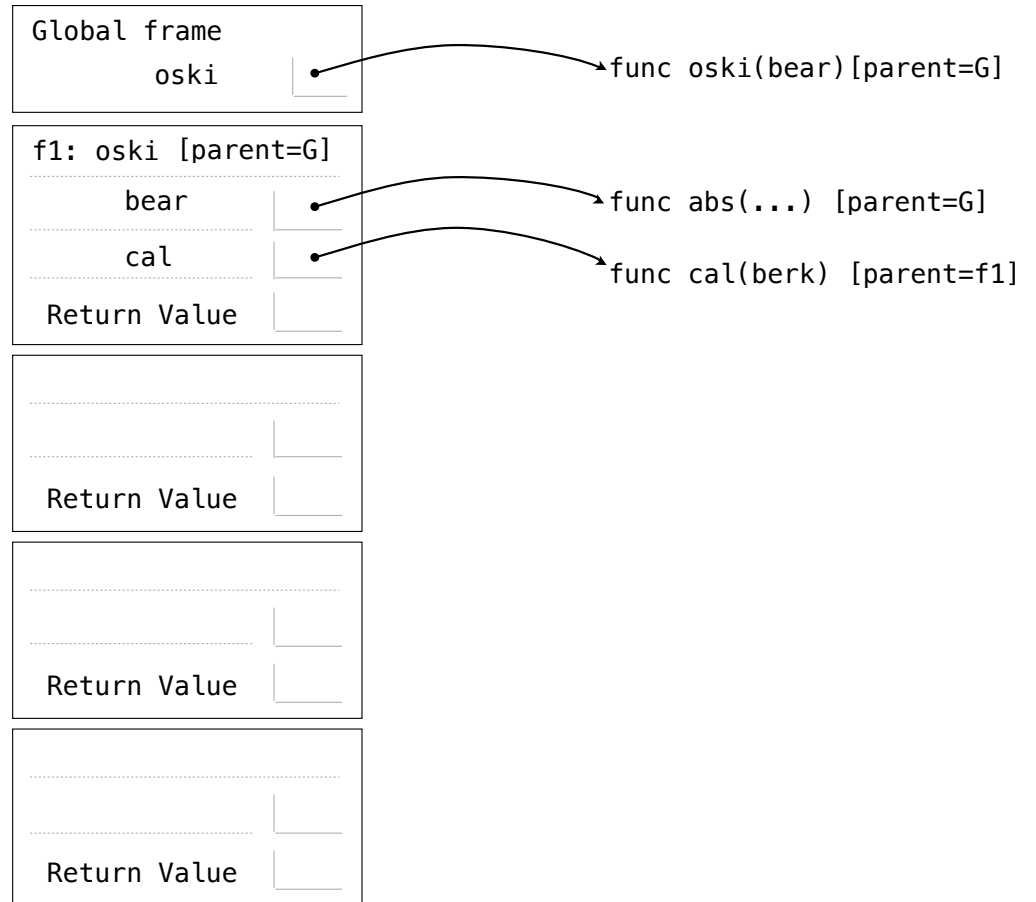 Global frame
oski
func oski(bear)[parent=G]
f1: oski [parent=G]
bear
func abs(...) [parent=G]
cal
func cal(berk) [parent=f1]
Return Value
Return Value
Return Value
Return Value